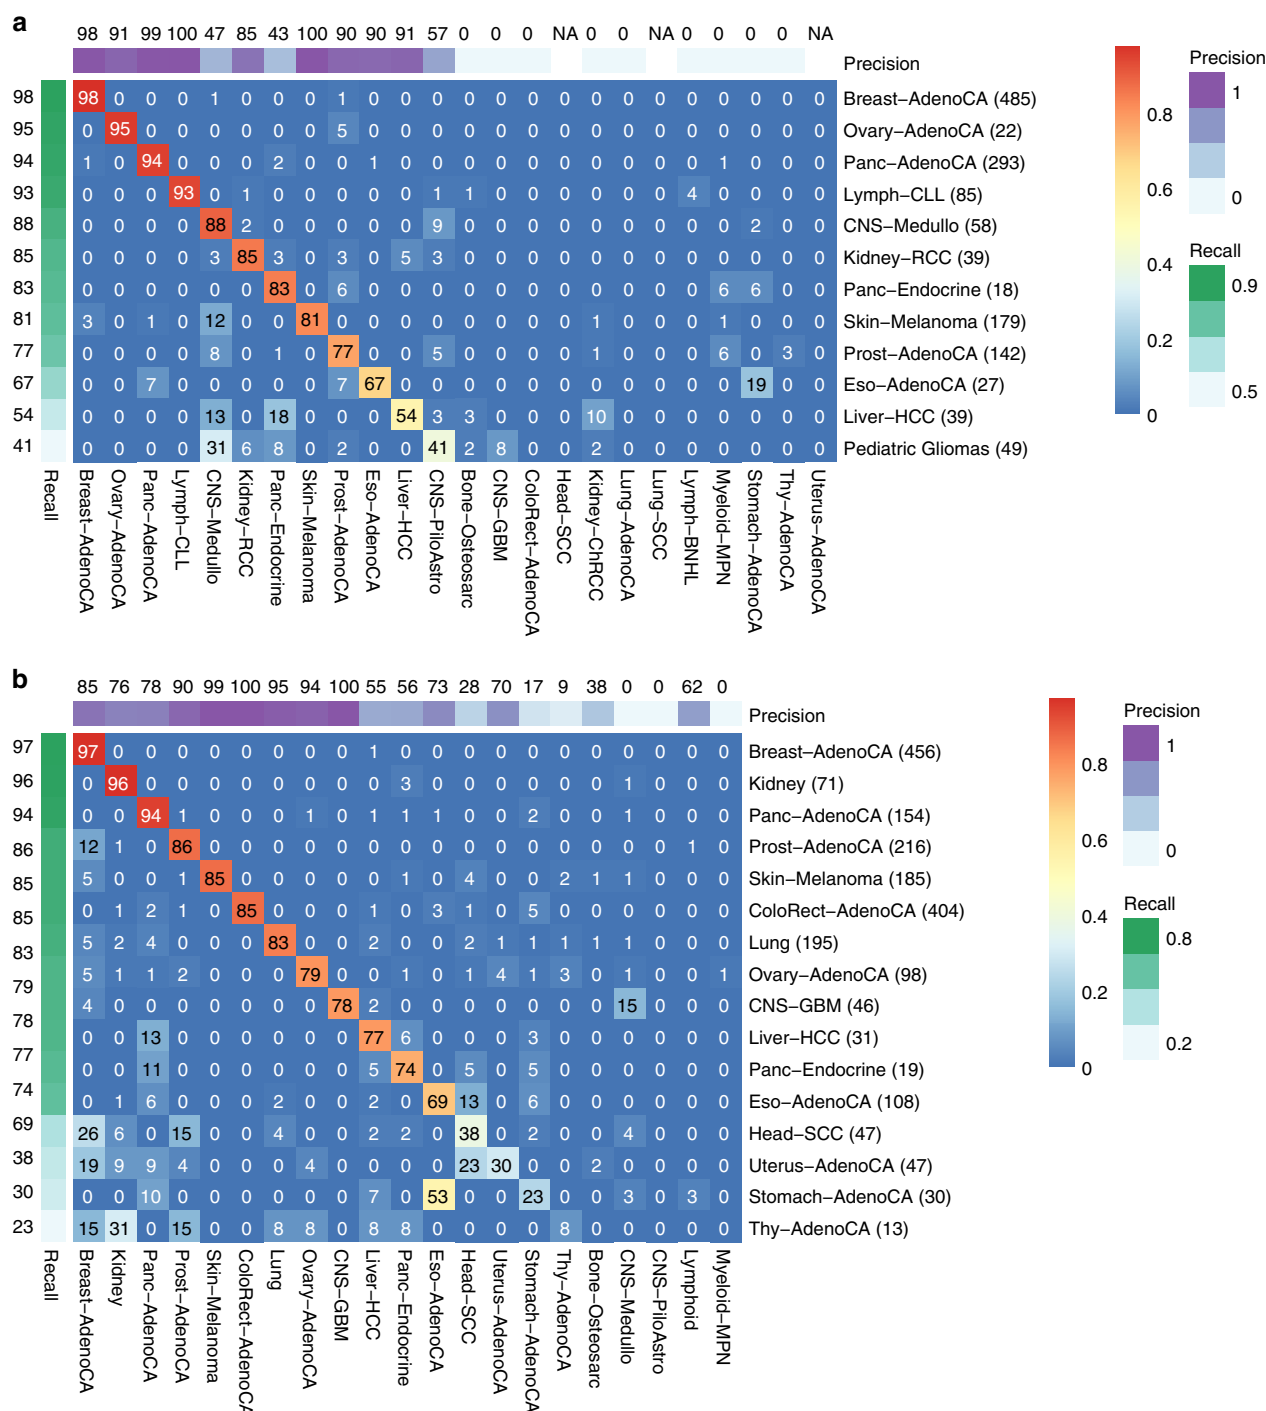 a
98 91 99 100 47 85 43 100 90 90 91 57 0 0 0 NA 0 0 NA 0 0 0 NA
Precision
98 98 0 0 0 1 0 0 0 1 0 0 0 0 0 0 0 0 0 0 0 0 0 0 Breast–AdenoCA (485)
95 0 95 0 0 0 0 0 0 5 0 0 0 0 0 0 0 0 0 0 0 0 0 0 Ovary–AdenoCA (22)
94 1 0 94 0 0 0 2 0 0 1 0 0 0 0 0 0 0 0 0 0 1 0 0 0 Panc–AdenoCA (293)
93 0 0 0 93 0 1 0 0 0 0 0 1 1 0 0 0 0 0 0 4 0 0 0 0 Lymph–CLL (85)
88 0 0 0 0 88 2 0 0 0 0 0 9 0 0 0 0 0 0 0 0 0 2 0 0 CNS–Medullo (58)
85 0 0 0 0 3 85 3 0 3 0 5 3 0 0 0 0 0 0 0 0 0 0 0 0 Kidney–RCC (39)
83 0 0 0 0 0 0 83 0 6 0 0 0 0 0 0 0 0 0 0 0 6 6 0 0 Panc–Endocrine (18)
81 3 0 1 0 12 0 0 81 0 0 0 0 0 0 0 0 1 0 0 0 1 0 0 0 Skin–Melanoma (179)
77 0 0 0 0 8 0 1 0 77 0 0 5 0 0 0 0 1 0 0 0 6 0 3 0 Prost–AdenoCA (142)
67 0 0 7 0 0 0 0 0 7 67 0 0 0 0 0 0 0 0 0 0 0 19 0 0 Eso–AdenoCA (27)
54 0 0 0 0 13 0 18 0 0 0 54 3 3 0 0 0 10 0 0 0 0 0 0 0 Liver–HCC (39)
41 0 0 0 0 31 6 8 0 2 0 0 41 2 8 0 0 2 0 0 0 0 0 0 0 Pediatric Gliomas (49)
Recall
Breast–AdenoCA
Ovary–AdenoCA
Panc–AdenoCA
Lymph–CLL
CNS–Medullo
Kidney–RCC
Panc–Endocrine
Skin–Melanoma
Prost–AdenoCA
Eso–AdenoCA
Liver–HCC
CNS–PiloAstro
Bone–Osteosarc
CNS–GBM
ColoRect–AdenoCA
Head–SCC
Kidney–ChRCC
Lung–AdenoCA
Lung–SCC
Lymph–BNHL
Myeloid–MPN
Stomach–AdenoCA
Thy–AdenoCA
Uterus–AdenoCA
0.8
0.6
0.4
0.2
0
Precision
1
0
Recall
0.9
0.5
b
85 76 78 90 99 100 95 94 100 55 56 73 28 70 17 9 38 0 0 62 0
Precision
97 97 0 0 0 0 0 0 0 0 1 0 0 0 0 0 0 0 0 0 0 0 Breast–AdenoCA (456)
96 0 96 0 0 0 0 0 0 0 0 3 0 0 0 0 0 0 1 0 0 0 Kidney (71)
94 0 0 94 1 0 0 0 1 0 1 1 1 0 0 2 0 0 1 0 0 0 Panc–AdenoCA (154)
86 12 1 0 86 0 0 0 0 0 0 0 0 0 0 0 0 0 0 0 1 0 Prost–AdenoCA (216)
85 5 0 0 1 85 0 0 0 0 0 1 0 4 0 0 2 1 1 0 0 0 Skin–Melanoma (185)
85 0 1 2 1 0 85 0 0 0 1 0 3 1 0 5 0 0 0 0 0 0 ColoRect–AdenoCA (404)
83 5 2 4 0 0 0 83 0 0 2 0 0 2 1 1 1 1 1 0 0 0 Lung (195)
79 5 1 1 2 0 0 0 79 0 0 1 0 1 4 1 3 0 1 0 0 1 Ovary–AdenoCA (98)
78 4 0 0 0 0 0 0 0 78 2 0 0 0 0 0 0 0 15 0 0 0 CNS–GBM (46)
77 0 0 13 0 0 0 0 0 0 77 6 0 0 0 3 0 0 0 0 0 0 Liver–HCC (31)
74 0 0 11 0 0 0 0 0 0 5 74 0 5 0 5 0 0 0 0 0 0 Panc–Endocrine (19)
69 0 1 6 0 0 0 2 0 0 2 0 69 13 0 6 0 0 0 0 0 0 Eso–AdenoCA (108)
38 26 6 0 15 0 0 4 0 0 2 2 0 38 0 2 0 0 4 0 0 0 Head–SCC (47)
30 19 9 9 4 0 0 0 4 0 0 0 0 23 30 0 0 2 0 0 0 0 Uterus–AdenoCA (47)
23 0 0 10 0 0 0 0 0 0 7 0 53 0 0 23 0 0 3 0 3 0 Stomach–AdenoCA (30)
15 31 0 15 0 0 8 8 0 8 8 0 0 0 0 8 0 0 0 0 0 Thy–AdenoCA (13)
Recall
Breast–AdenoCA
Kidney
Panc–AdenoCA
Prost–AdenoCA
Skin–Melanoma
ColoRect–AdenoCA
Lung
Ovary–AdenoCA
CNS–GBM
Liver–HCC
Panc–Endocrine
Eso–AdenoCA
Head–SCC
Uterus–AdenoCA
Stomach–AdenoCA
Thy–AdenoCA
Bone–Osteosarc
CNS–Medullo
CNS–PiloAstro
Lymphoid
Myeloid–MPN
0.8
0.6
0.4
0.2
0
Precision
1
0
Recall
0.8
0.2